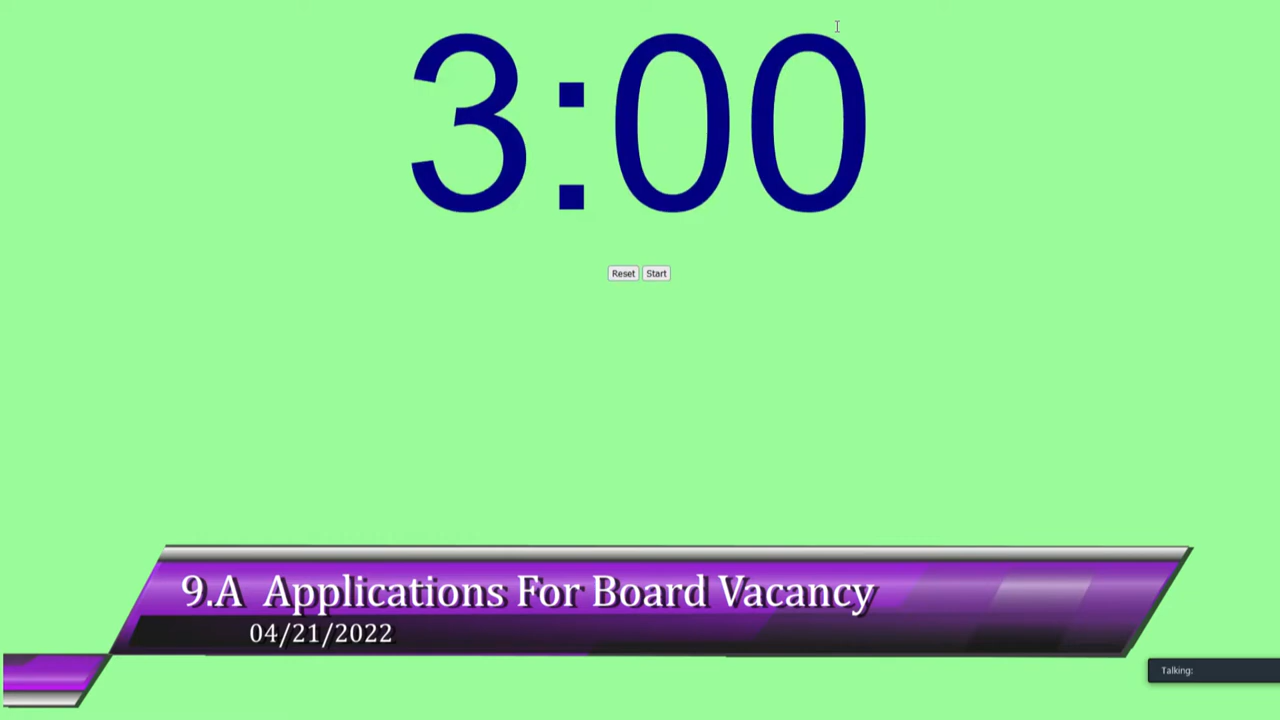 3:00
Reset Start
9.A Applications For Board Vacancy
04/21/2022
Talking: